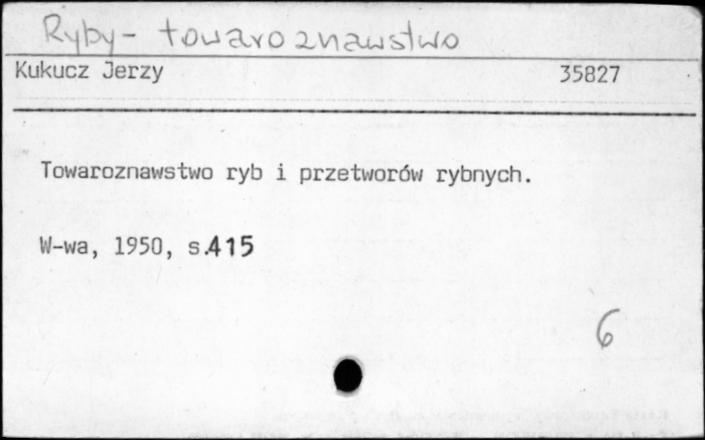 Ryby - towaroznawstwo
Kukucz Jerzy 35827
Towaroznawstwo ryb i przetworów rybnych.
W-wa, 1950, s.415
6